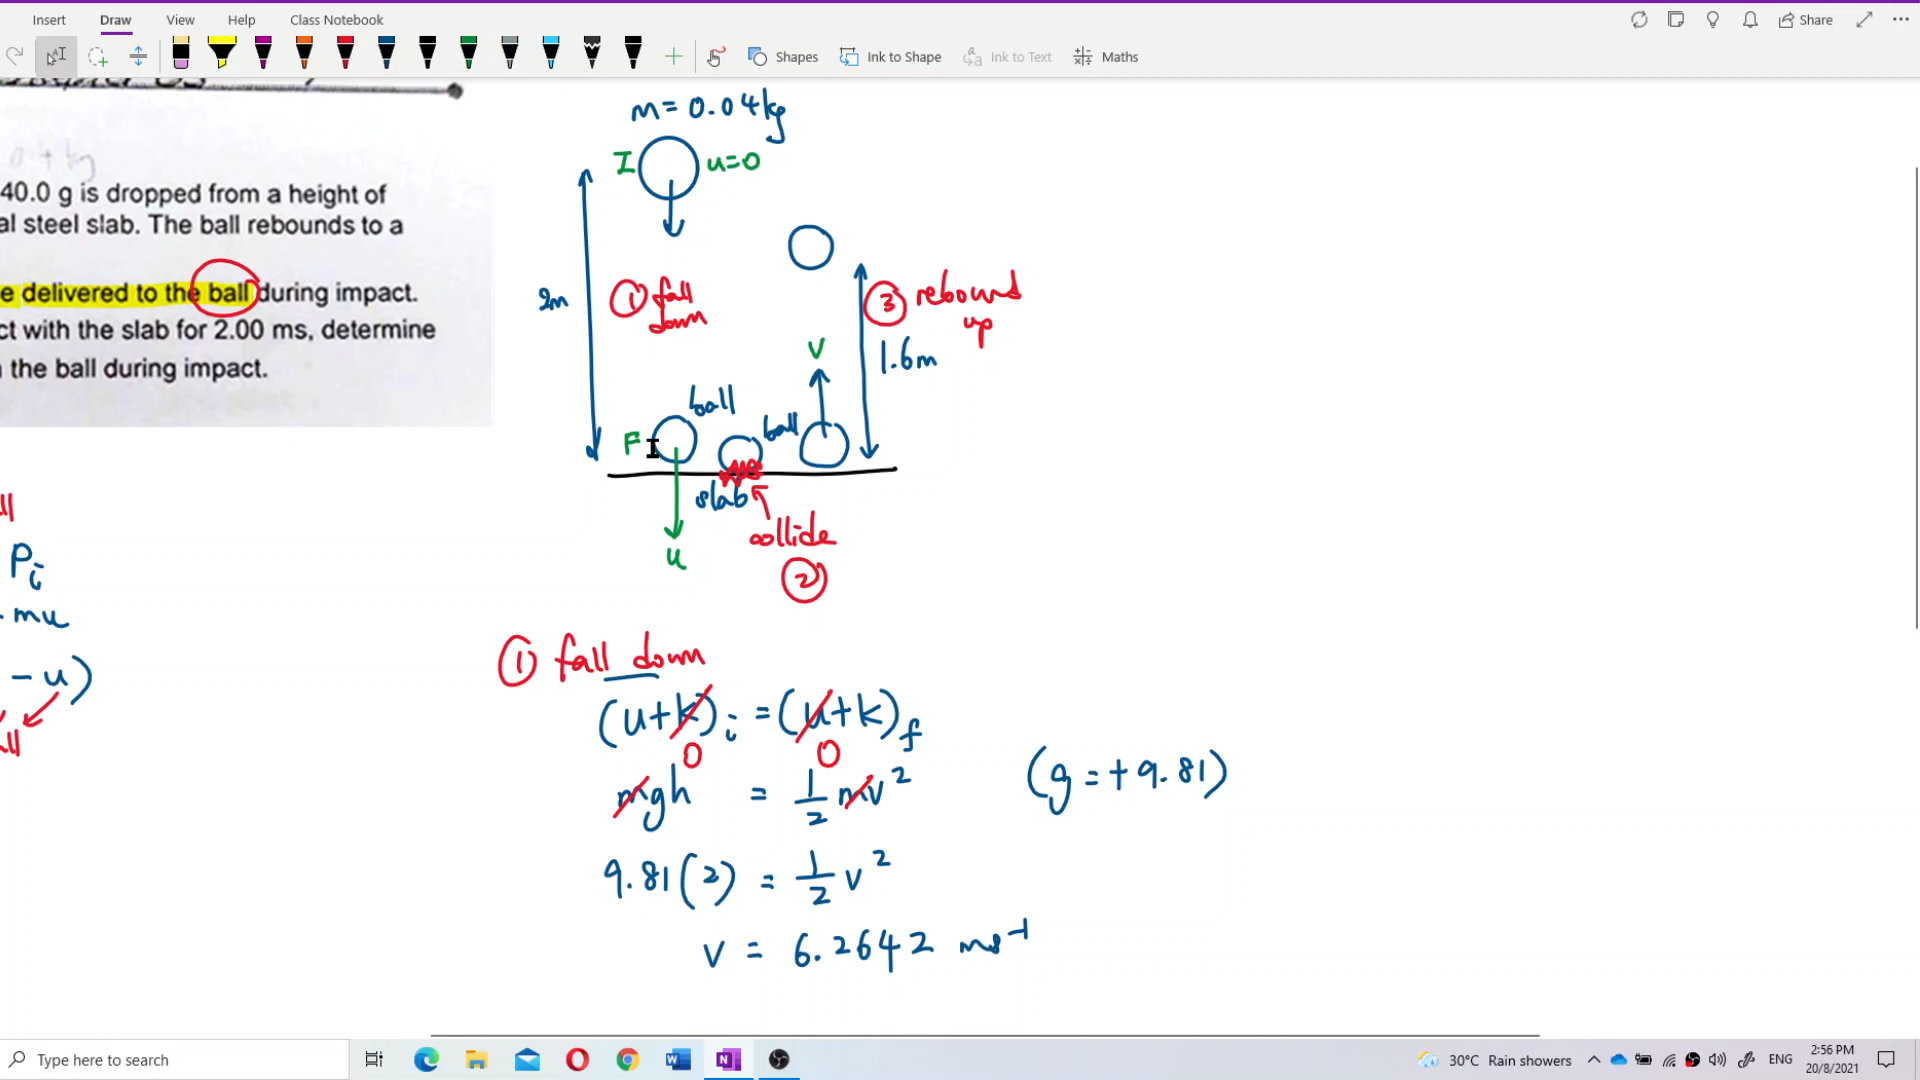 Insert Draw View Help Class Notebook
Share
Shapes Ink to Shape Ink to Text Maths
40.0 g is dropped from a height of
al steel slab. The ball rebounds to a
e delivered to the ball during impact.
ct with the slab for 2.00 ms, determine
the ball during impact.
m = 0.04 kg
I u=0
2m
① fall down
③ rebound up
1.6m
v
ball
ball
F
slab
collide
②
u
ll
Pi
mu
- u)
ll
① fall down
(u+k)i = (u+k)f
0 0
mgh = 1/2 mv²
(g = +9.81)
9.81(2) = 1/2 v²
v = 6.2642 ms⁻¹
Type here to search
30°C Rain showers
ENG
2:56 PM
20/8/2021